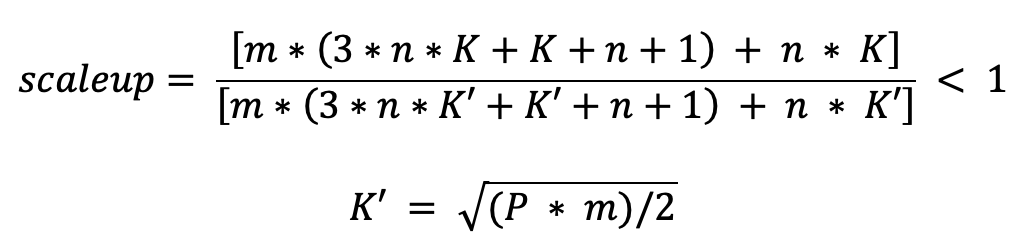 scaleup = [m ∗ (3 ∗ n ∗ K + K + n + 1) + n ∗ K] / [m ∗ (3 ∗ n ∗ K′ + K′ + n + 1) + n ∗ K′] < 1
K′ = √(P ∗ m)/2